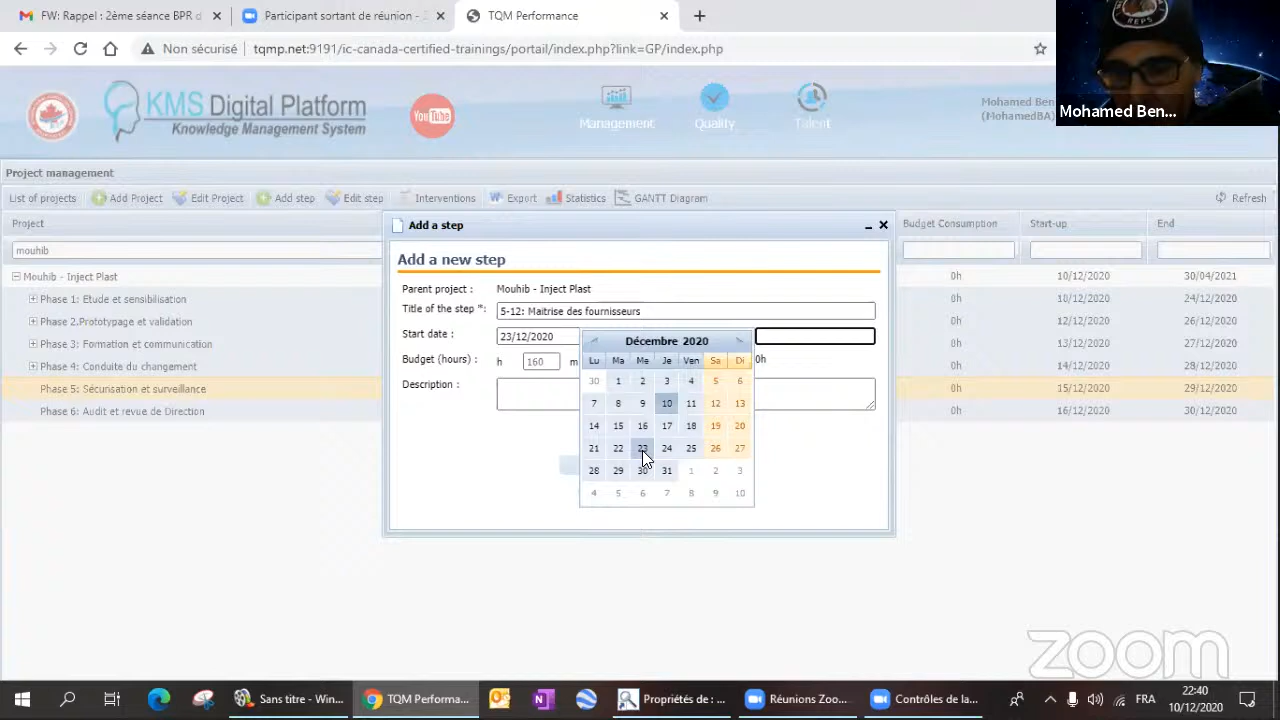 FW: Rappel : 2ème séance BPR d
Participant sortant de réunion - Z
TQM Performance
Non sécurisé
tqmp.net:9191/ic-canada-certified-trainings/portal/index.php?link=GP/index.php
REPS
Mohamed Ben...
KMS Digital Platform
Knowledge Management System
YouTube
Management
Quality
Talent
Mohamed Ben
(MohamedBA)
Project management
List of projects
Add Project
Edit Project
Add step
Edit step
Interventions
Export
Statistics
GANTT Diagram
Refresh
Project
Budget Consumption
Start-up
End
mouhib
Mouhib - Inject Plast 0h 10/12/2020 30/04/2021
Phase 1: Etude et sensibilisation 0h 10/12/2020 24/12/2020
Phase 2.Prototypage et validation 0h 12/12/2020 26/12/2020
Phase 3: Formation et communication 0h 13/12/2020 27/12/2020
Phase 4: Conduite du changement 0h 14/12/2020 28/12/2020
Phase 5: Sécurisation et surveillance 0h 15/12/2020 29/12/2020
Phase 6: Audit et revue de Direction 0h 16/12/2020 30/12/2020
Add a step
Add a new step
Parent project : Mouhib - Inject Plast
Title of the step *: 5-12: Maitrise des fournisseurs
Start date : 23/12/2020
Budget (hours) : h 160 m 0h
Description :
Décembre 2020
Lu Ma Me Je Ven Sa Di
30 1 2 3 4 5 6
7 8 9 10 11 12 13
14 15 16 17 18 19 20
21 22 23 24 25 26 27
28 29 30 31 1 2 3
4 5 6 7 8 9 10
zoom
Sans titre - Win...
TQM Performa...
Propriétés de : ...
Réunions Zoo...
Contrôles de la...
FRA
22:40
10/12/2020